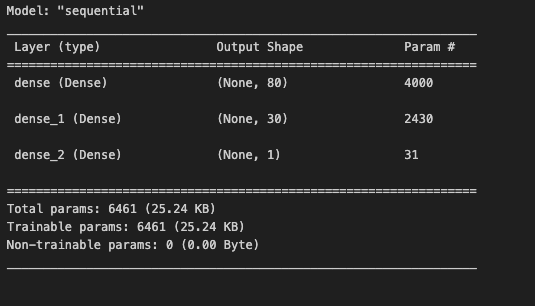 Model: "sequential"
_________________________________________________________________
Layer (type)                Output Shape              Param #
=================================================================
dense (Dense)               (None, 80)                4000
dense_1 (Dense)             (None, 30)                2430
dense_2 (Dense)             (None, 1)                 31
=================================================================
Total params: 6461 (25.24 KB)
Trainable params: 6461 (25.24 KB)
Non-trainable params: 0 (0.00 Byte)
_________________________________________________________________